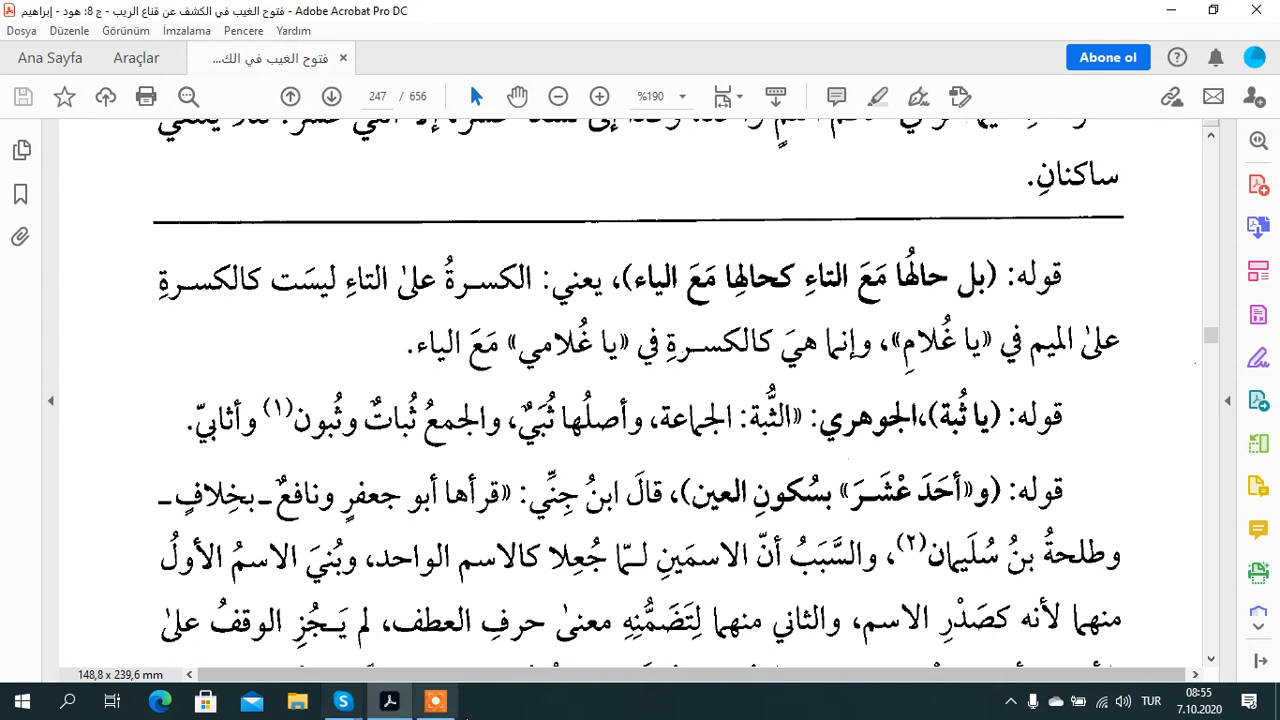 فتوح الغيب في الكشف عن قناع الريب - ج 8: هود - إبراهيم - Adobe Acrobat Pro DC
Dosya Düzenle Görünüm İmzalama Pencere Yardım
Ana Sayfa Araçlar فتوح الغيب في الك... × Abone ol
247 / 656 %190
ساكنانِ.
قوله: (بل حالُها مَعَ التاءِ كحالِها مَعَ الياء)، يعني: الكسرةُ علىٰ التاءِ ليسَت كالكسرةِ
علىٰ الميم في «يا غُلامِ»، وإنما هيَ كالكسرةِ في «يا غُلامي» مَعَ الياء.
قوله: (يا ثُبة)،الجوهري: «الثُّبة: الجماعة، وأصلُها ثُبَيٌ، والجمعُ ثُباتٌ وثُبون(١) وأثابيّ.
قوله: (و«أحَدَ عْشَرَ» بسُكونِ العين)، قالَ ابنُ جِنِّي: «قرأها أبو جعفرٍ ونافعٌ ـ بخِلافٍ ـ
وطلحةُ بنُ سُلَيمان(٢)، والسَّبَبُ أنّ الاسمَينِ لـمّا جُعِلا كالاسم الواحد، وبُنيَ الاسمُ الأولُ
منهما لأنه كصَدْرِ الاسم، والثاني منهما لِتَضَمُّنِهِ معنىٰ حرفِ العطف، لم يَجُزِ الوقفُ علىٰ
148,8 x 239,6 mm
TUR
08:55
7.10.2020